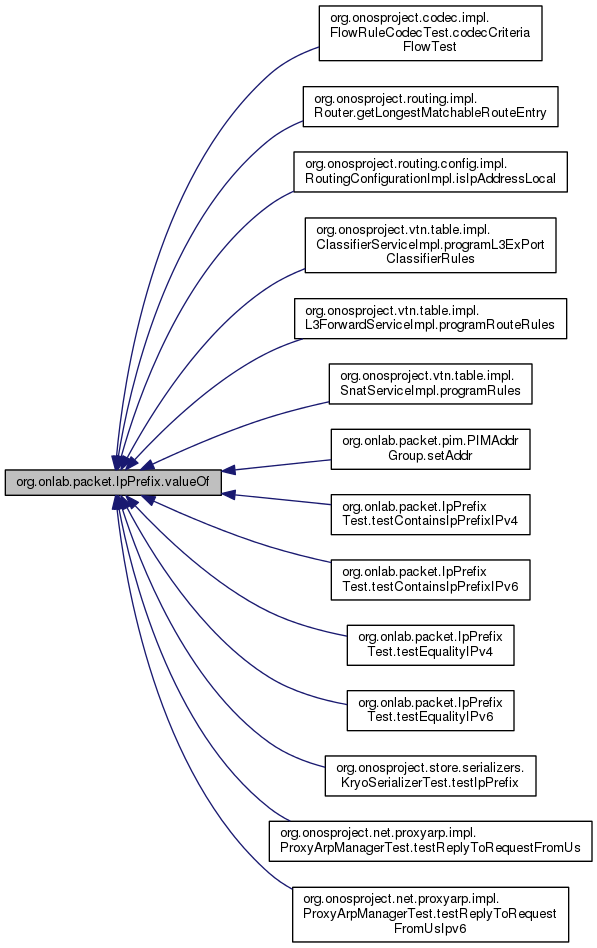 org.onosproject.codec.impl.
FlowRuleCodecTest.codecCriteria
FlowTest
org.onosproject.routing.impl.
Router.getLongestMatchableRouteEntry
org.onosproject.routing.config.impl.
RoutingConfigurationImpl.isIpAddressLocal
org.onosproject.vtn.table.impl.
ClassifierServiceImpl.programL3ExPort
ClassifierRules
org.onosproject.vtn.table.impl.
L3ForwardServiceImpl.programRouteRules
org.onosproject.vtn.table.impl.
SnatServiceImpl.programRules
org.onlab.packet.pim.PIMAddr
Group.setAddr
org.onlab.packet.IpPrefix.valueOf
org.onlab.packet.IpPrefix
Test.testContainsIpPrefixIPv4
org.onlab.packet.IpPrefix
Test.testContainsIpPrefixIPv6
org.onlab.packet.IpPrefix
Test.testEqualityIPv4
org.onlab.packet.IpPrefix
Test.testEqualityIPv6
org.onosproject.store.serializers.
KryoSerializerTest.testIpPrefix
org.onosproject.net.proxyarp.impl.
ProxyArpManagerTest.testReplyToRequestFromUs
org.onosproject.net.proxyarp.impl.
ProxyArpManagerTest.testReplyToRequest
FromUsIpv6